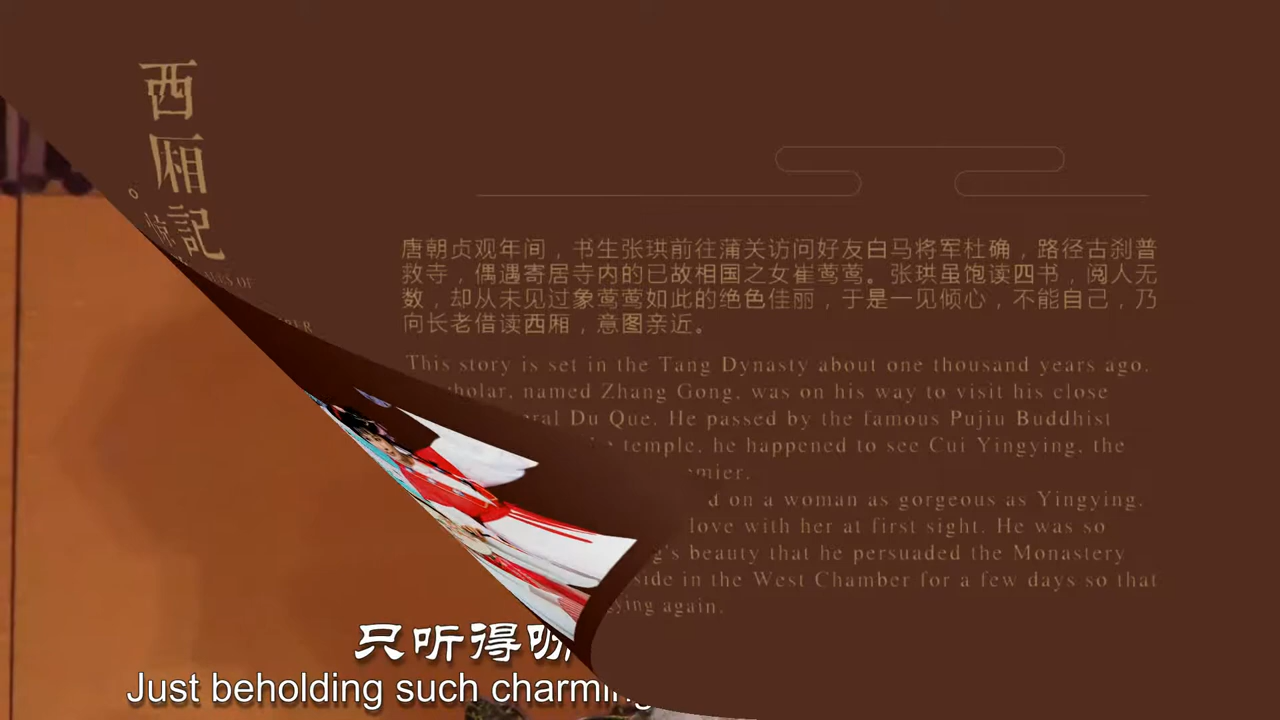 西厢記
唐朝贞观年间，书生张珙前往蒲关访问好友白马将军杜确，路径古刹普
救寺，偶遇寄居寺内的已故相国之女崔莺莺。张珙虽饱读四书，阅人无
数，却从未见过象莺莺如此的绝色佳丽，于是一见倾心，不能自己，乃
向长老借读西厢，意图亲近。
This story is set in the Tang Dynasty about one thousand years ago.
named Zhang Gong, was on his way to visit his close
Du Que. He passed by the famous Pujiu Buddhist
temple, he happened to see Cui Yingying, the
on a woman as gorgeous as Yingying.
love with her at first sight. He was so
beauty that he persuaded the Monastery
in the West Chamber for a few days so that
again.
只听得
Just beholding such charming